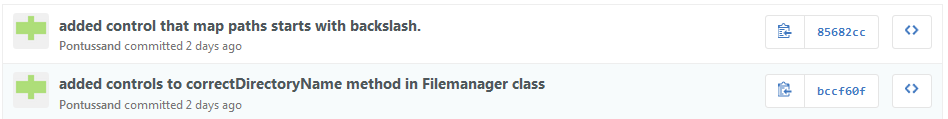 added control that map paths starts with backslash.
Pontussand committed 2 days ago
85682cc
added controls to correctDirectoryName method in Filemanager class
Pontussand committed 2 days ago
bccf60f